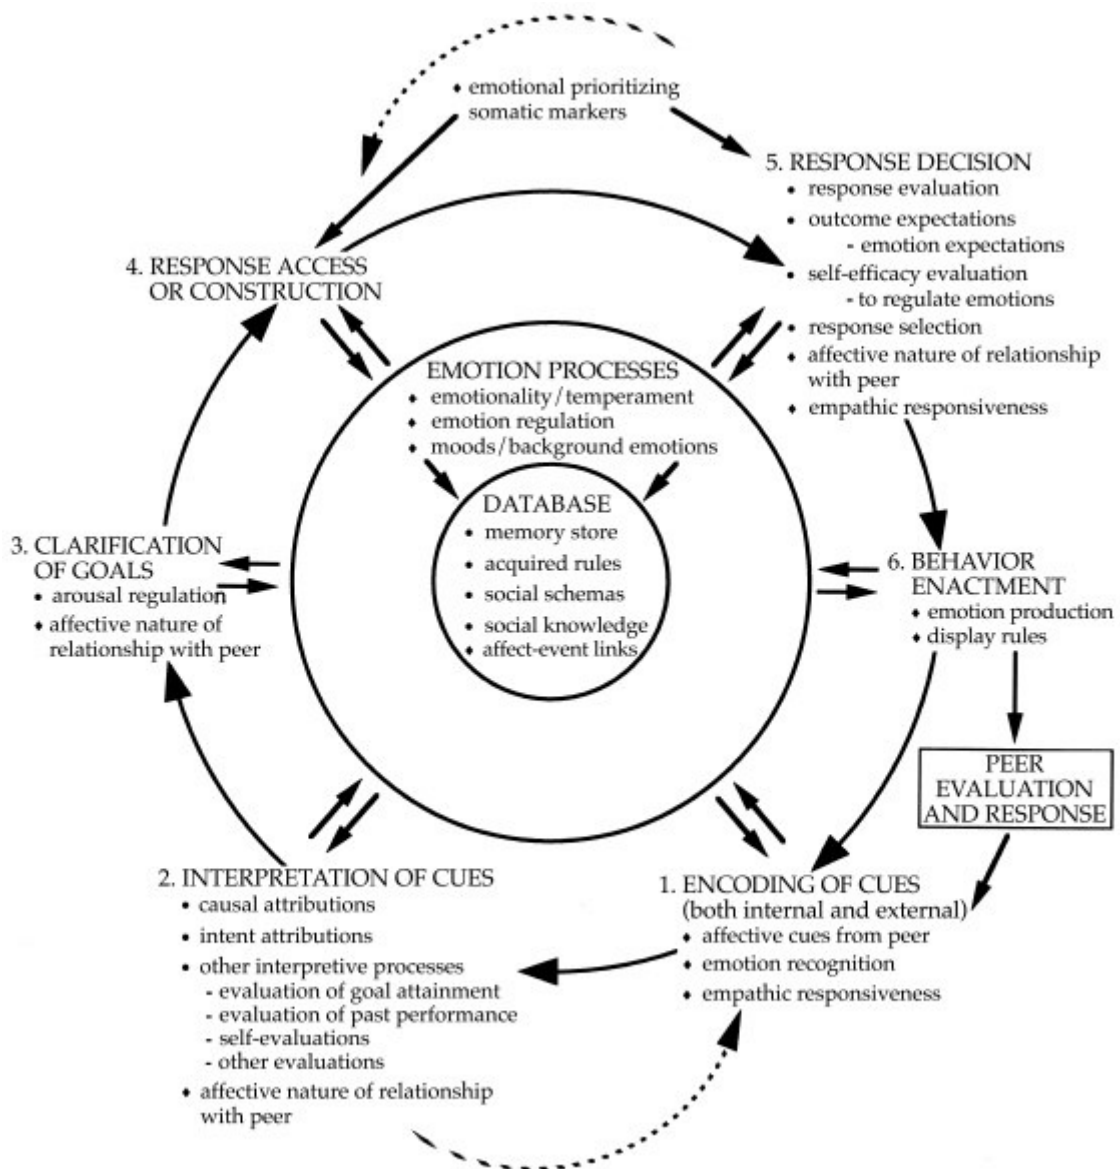 ♦ emotional prioritizing
somatic markers
5. RESPONSE DECISION
• response evaluation
• outcome expectations
- emotion expectations
• self-efficacy evaluation
- to regulate emotions
• response selection
♦ affective nature of relationship
with peer
♦ empathic responsiveness
4. RESPONSE ACCESS
OR CONSTRUCTION
EMOTION PROCESSES
♦ emotionality/temperament
♦ emotion regulation
♦ moods/background emotions
DATABASE
• memory store
• acquired rules
• social schemas
• social knowledge
♦ affect-event links
3. CLARIFICATION
OF GOALS
• arousal regulation
♦ affective nature of
relationship with peer
6. BEHAVIOR
ENACTMENT
♦ emotion production
♦ display rules
PEER
EVALUATION
AND RESPONSE
2. INTERPRETATION OF CUES
• causal attributions
• intent attributions
• other interpretive processes
- evaluation of goal attainment
- evaluation of past performance
- self-evaluations
- other evaluations
♦ affective nature of relationship
with peer
1. ENCODING OF CUES
(both internal and external)
♦ affective cues from peer
♦ emotion recognition
♦ empathic responsiveness